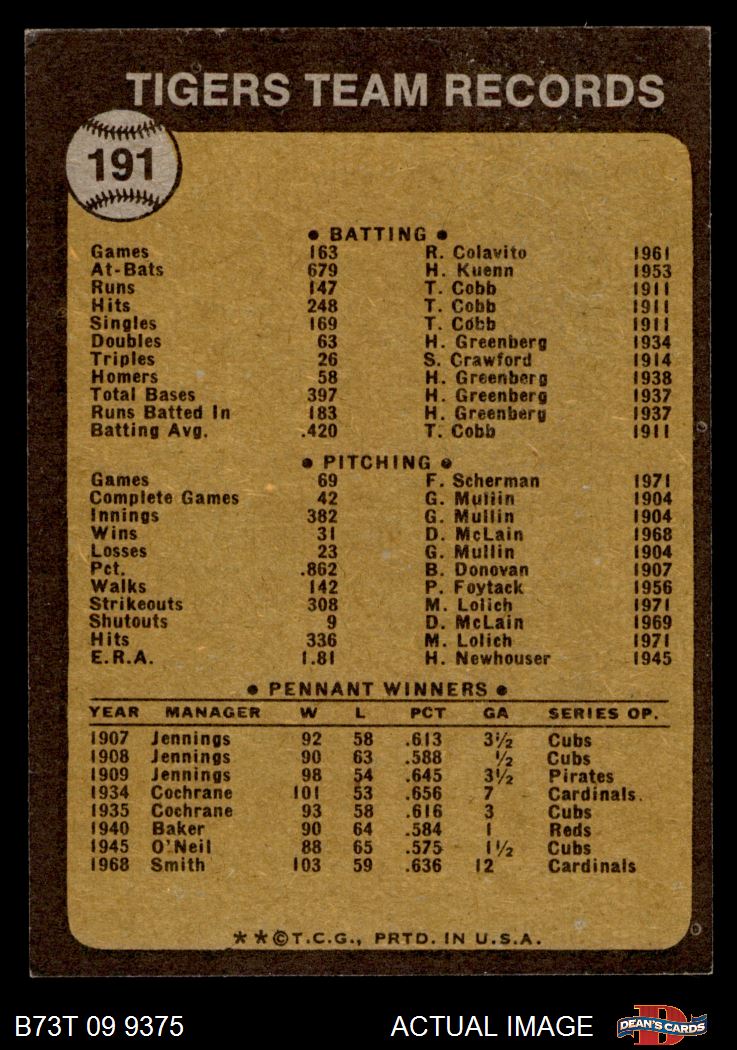 TIGERS TEAM RECORDS
191
• BATTING •
Games 163 R. Colavito 1961
At-Bats 679 H. Kuenn 1953
Runs 147 T. Cobb 1911
Hits 248 T. Cobb 1911
Singles 169 T. Cobb 1911
Doubles 63 H. Greenberg 1934
Triples 26 S. Crawford 1914
Homers 58 H. Greenberg 1938
Total Bases 397 H. Greenberg 1937
Runs Batted In 183 H. Greenberg 1937
Batting Avg. .420 T. Cobb 1911
• PITCHING •
Games 69 F. Scherman 1971
Complete Games 42 G. Mullin 1904
Innings 382 G. Mullin 1904
Wins 31 D. McLain 1968
Losses 23 G. Mullin 1904
Pct. .862 B. Donovan 1907
Walks 142 P. Foytack 1956
Strikeouts 308 M. Lolich 1971
Shutouts 9 D. McLain 1969
Hits 336 M. Lolich 1971
E.R.A. 1.81 H. Newhouser 1945
• PENNANT WINNERS •
YEAR MANAGER W L PCT GA SERIES OP.
1907 Jennings 92 58 .613 3½ Cubs
1908 Jennings 90 63 .588 ½ Cubs
1909 Jennings 98 54 .645 3½ Pirates
1934 Cochrane 101 53 .656 7 Cardinals.
1935 Cochrane 93 58 .616 3 Cubs
1940 Baker 90 64 .584 1 Reds
1945 O'Neil 88 65 .575 1½ Cubs
1968 Smith 103 59 .636 12 Cardinals
**©T.C.G., PRTD. IN U.S.A.
B73T 09 9375 ACTUAL IMAGE D DEAN'S CARDS